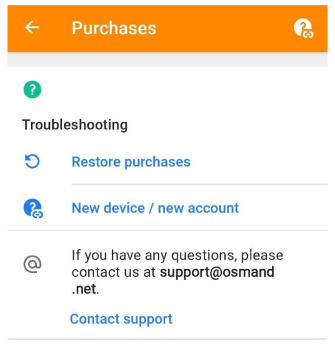 Purchases
Troubleshooting
Restore purchases
New device / new account
If you have any questions, please
contact us at support@osmand
.net.
Contact support